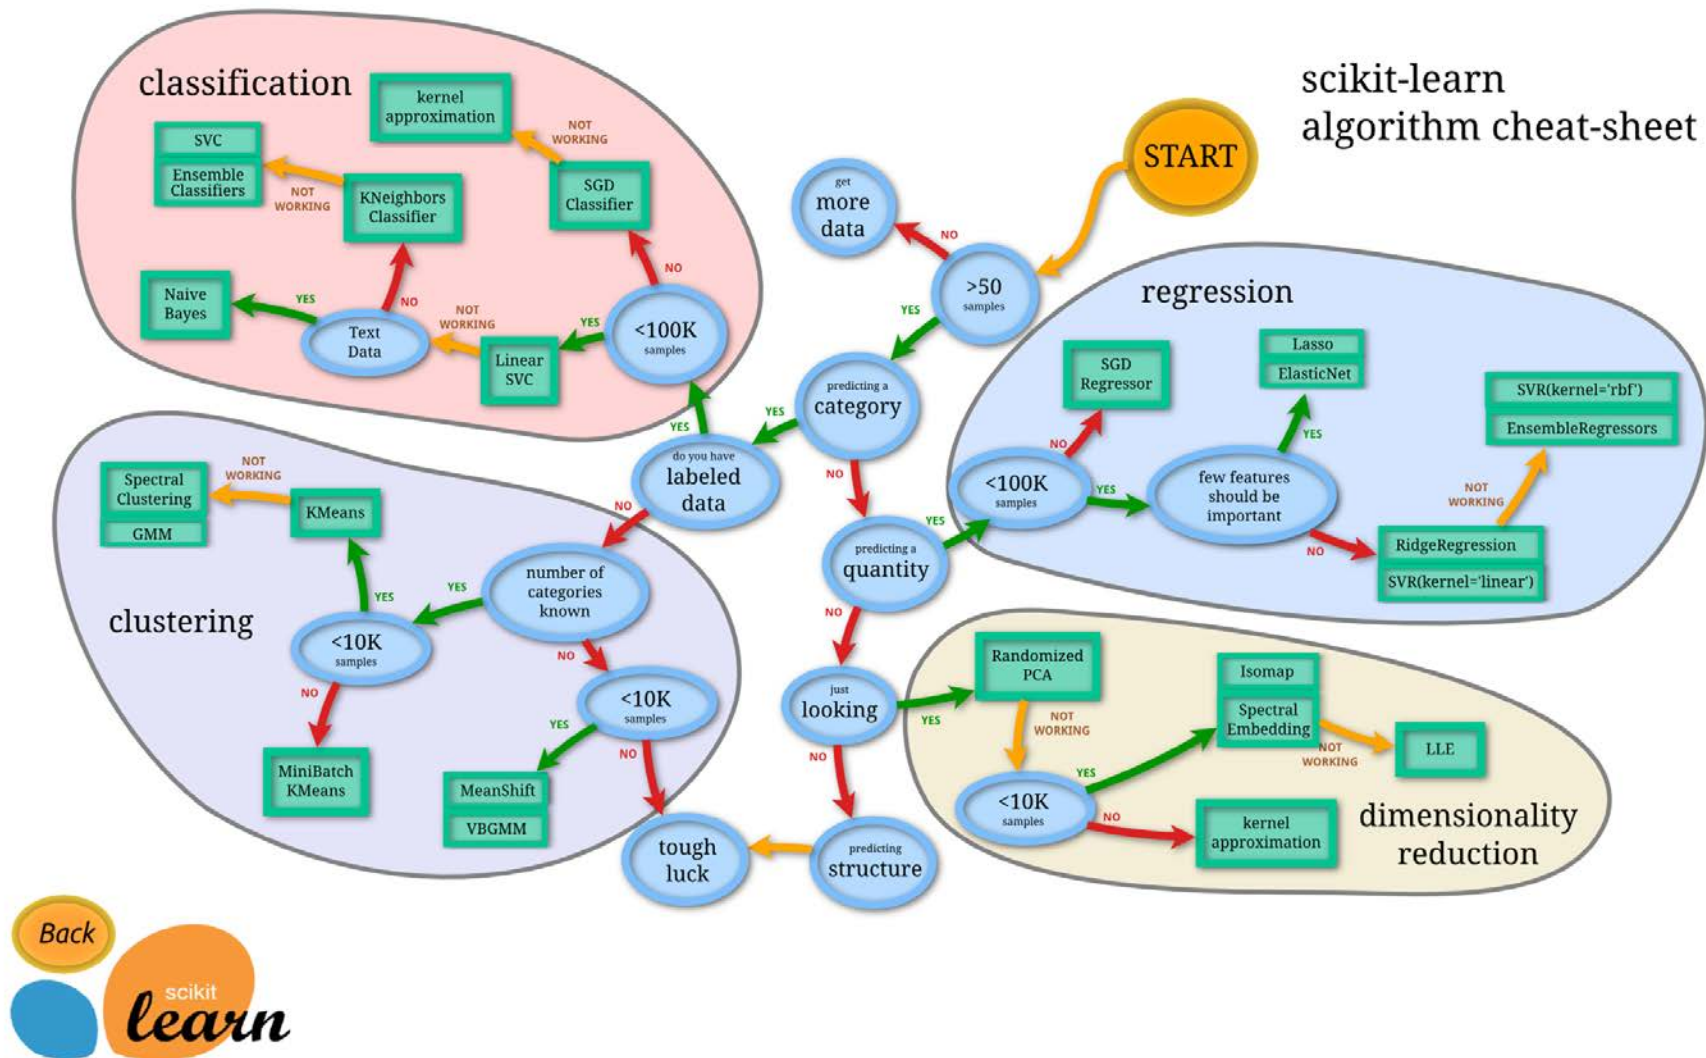 scikit-learn
algorithm cheat-sheet
START
get
more
data
NO
>50
samples
YES
predicting a
category
YES
NO
do you have
labeled
data
YES
NO
predicting a
quantity
YES
NO
just
looking
YES
NO
predicting
structure
tough
luck
classification
kernel
approximation
NOT
WORKING
SVC
Ensemble
Classifiers
NOT
WORKING
KNeighbors
Classifier
SGD
Classifier
NO
NO
Naive
Bayes
YES
Text
Data
NOT
WORKING
Linear
SVC
YES
<100K
samples
regression
SGD
Regressor
Lasso
ElasticNet
SVR(kernel='rbf')
EnsembleRegressors
NO
YES
<100K
samples
YES
few features
should be
important
NOT
WORKING
NO
RidgeRegression
SVR(kernel='linear')
clustering
Spectral
Clustering
GMM
NOT
WORKING
KMeans
YES
<10K
samples
YES
number of
categories
known
NO
NO
MiniBatch
KMeans
<10K
samples
YES
NO
MeanShift
VBGMM
dimensionality
reduction
Randomized
PCA
NOT
WORKING
Isomap
Spectral
Embedding
NOT
WORKING
LLE
YES
<10K
samples
NO
kernel
approximation
Back
scikit
learn